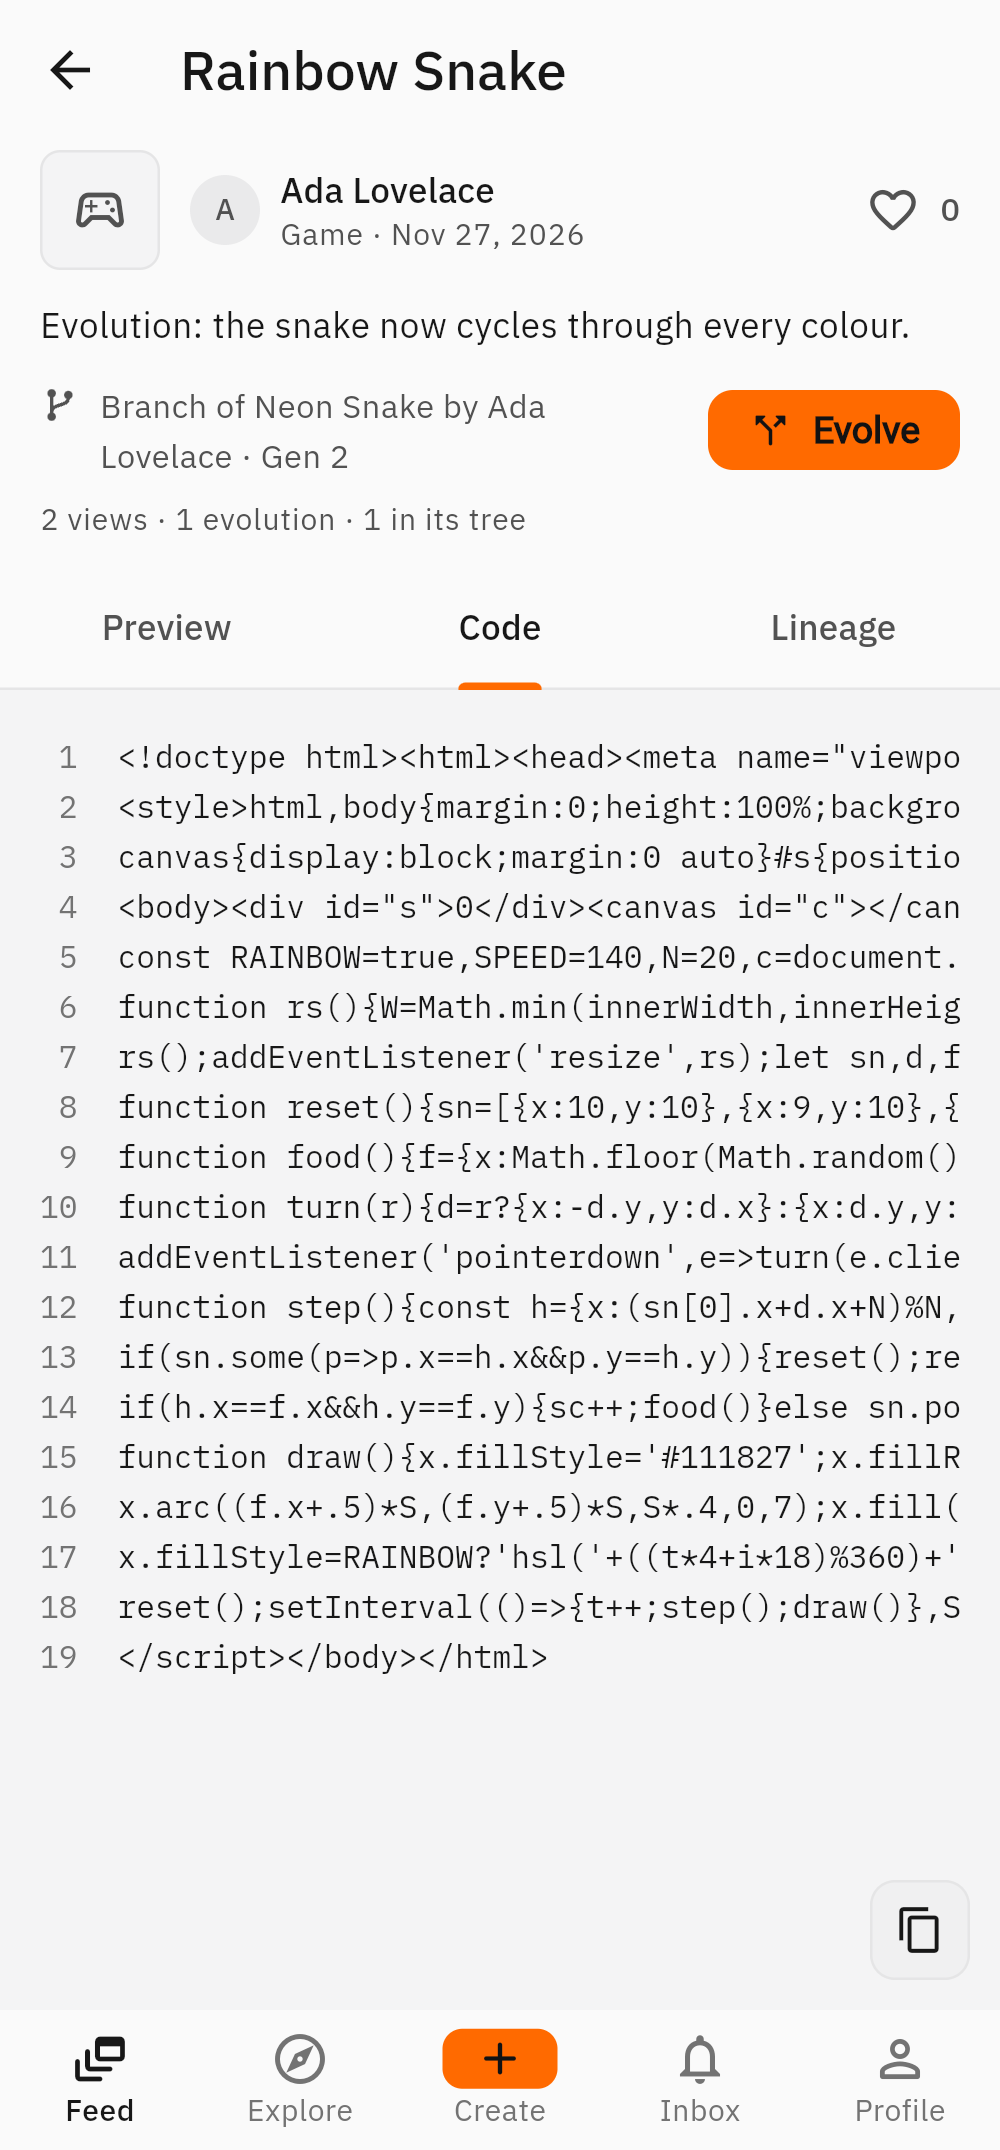 Rainbow Snake
A
Ada Lovelace
Game · Nov 27, 2026
0
Evolution: the snake now cycles through every colour.
Branch of Neon Snake by Ada
Lovelace · Gen 2
Evolve
2 views · 1 evolution · 1 in its tree
Preview
Code
Lineage
1 <!doctype html><html><head><meta name="viewpo
2 <style>html,body{margin:0;height:100%;backgro
3 canvas{display:block;margin:0 auto}#s{positio
4 <body><div id="s">0</div><canvas id="c"></can
5 const RAINBOW=true,SPEED=140,N=20,c=document.
6 function rs(){W=Math.min(innerWidth,innerHeig
7 rs();addEventListener('resize',rs);let sn,d,f
8 function reset(){sn=[{x:10,y:10},{x:9,y:10},{
9 function food(){f={x:Math.floor(Math.random()
10 function turn(r){d=r?{x:-d.y,y:d.x}:{x:d.y,y:
11 addEventListener('pointerdown',e=>turn(e.clie
12 function step(){const h={x:(sn[0].x+d.x+N)%N,
13 if(sn.some(p=>p.x==h.x&&p.y==h.y)){reset();re
14 if(h.x==f.x&&h.y==f.y){sc++;food()}else sn.po
15 function draw(){x.fillStyle='#111827';x.fillR
16 x.arc((f.x+.5)*S,(f.y+.5)*S,S*.4,0,7);x.fill(
17 x.fillStyle=RAINBOW?'hsl('+((t*4+i*18)%360)+'
18 reset();setInterval(()=>{t++;step();draw()},S
19 </script></body></html>
Feed
Explore
Create
Inbox
Profile